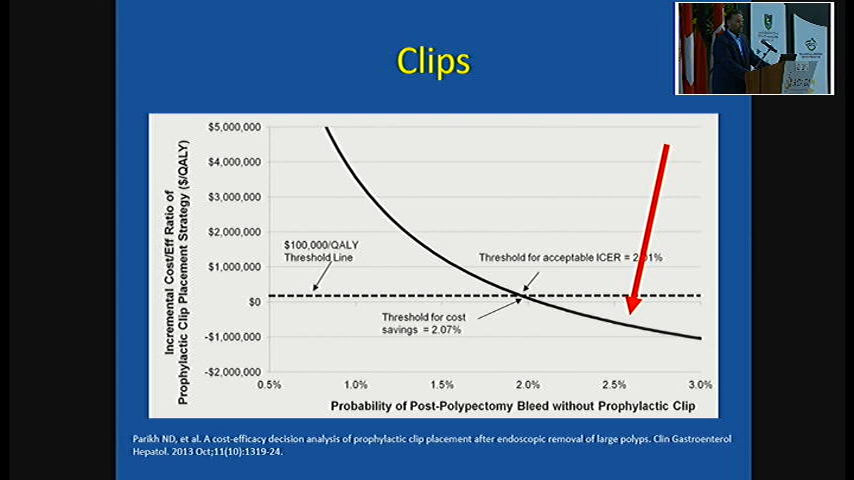 Clips
Incremental Cost/Eff Ratio of
Prophylactic Clip Placement Strategy ($/QALY)
$5,000,000
$4,000,000
$3,000,000
$2,000,000
$1,000,000
$0
-$1,000,000
-$2,000,000
$100,000/QALY
Threshold Line
Threshold for acceptable ICER = 2.01%
Threshold for cost
savings = 2.07%
0.5% 1.0% 1.5% 2.0% 2.5% 3.0%
Probability of Post-Polypectomy Bleed without Prophylactic Clip
Parikh ND, et al. A cost-efficacy decision analysis of prophylactic clip placement after endoscopic removal of large polyps. Clin Gastroenterol
Hepatol. 2013 Oct;11(10):1319-24.